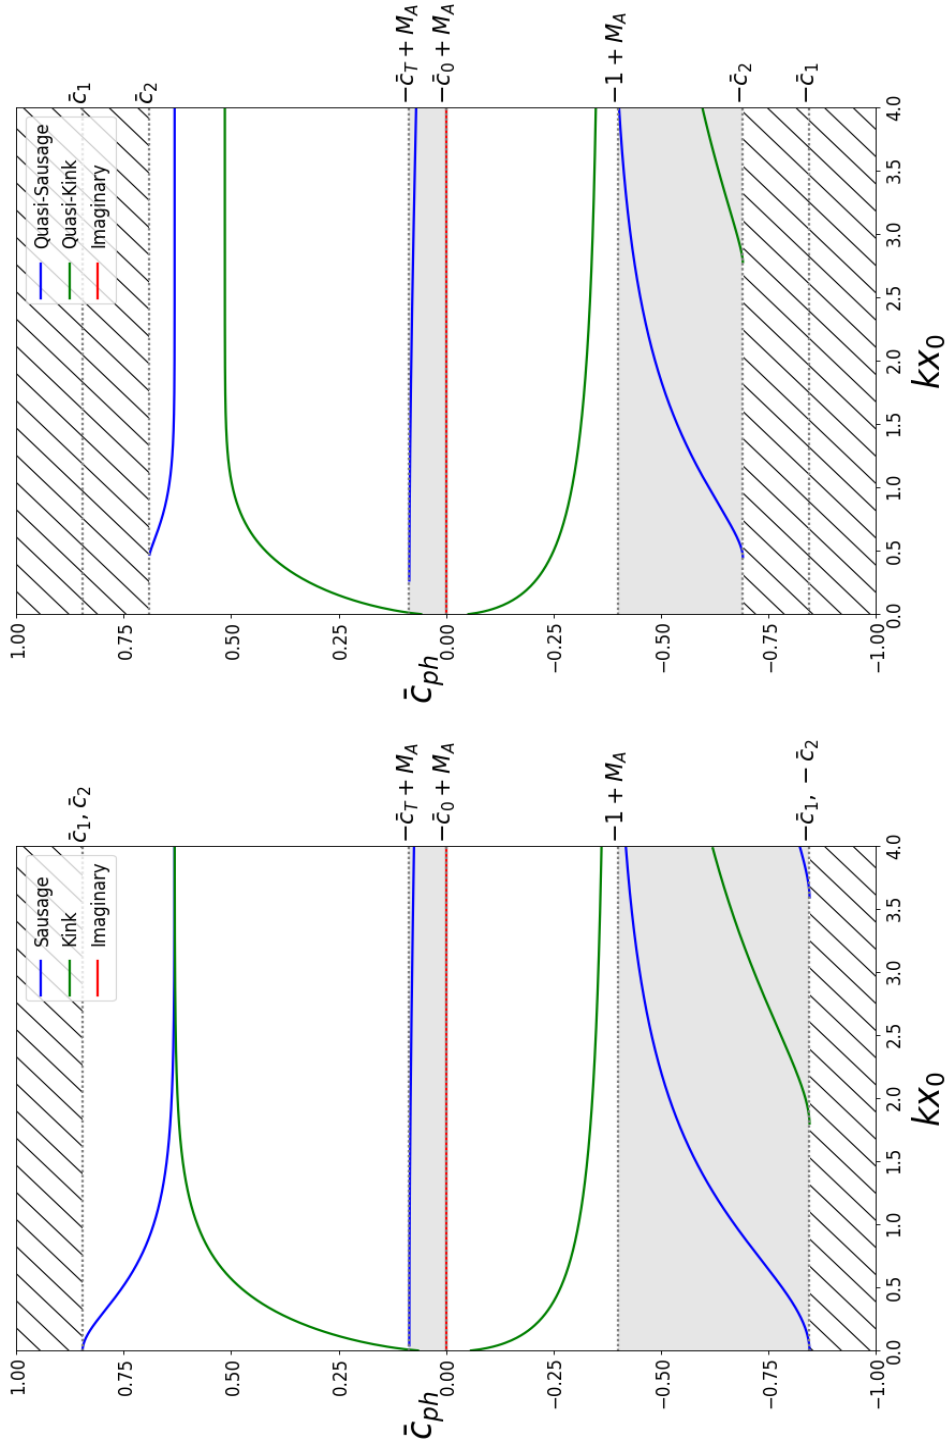 Sausage
Kink
Imaginary
1.00
0.75
0.50
0.25
0.00
−0.25
−0.50
−0.75
−1.00
c̄ph
0.0 0.5 1.0 1.5 2.0 2.5 3.0 3.5 4.0
kx₀
c̄₁, c̄₂
−c̄T + MA
−c̄₀ + MA
−1 + MA
−c̄₁, −c̄₂
Quasi-Sausage
Quasi-Kink
Imaginary
1.00
0.75
0.50
0.25
0.00
−0.25
−0.50
−0.75
−1.00
c̄ph
0.0 0.5 1.0 1.5 2.0 2.5 3.0 3.5 4.0
kx₀
c̄₁
c̄₂
−c̄T + MA
−c̄₀ + MA
−1 + MA
−c̄₂
−c̄₁